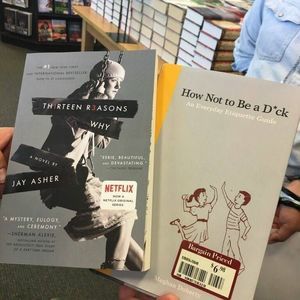 #1 NEW YORK TIMES
AND INTERNATIONAL BESTSELLER
TH1RTEEN R3ASONS
WHY
A NOVEL BY
JAY ASHER
"EERIE, BEAUTIFUL,
AND DEVASTATING."
NETFLIX
NOW A
NETFLIX ORIGINAL
SERIES
"A MYSTERY, EULOGY,
AND CEREMONY."
—SHERMAN ALEXIE,
How Not to Be a D*ck
An Everyday Etiquette Guide
Bargain Priced
$6.98
Meghan Doherty